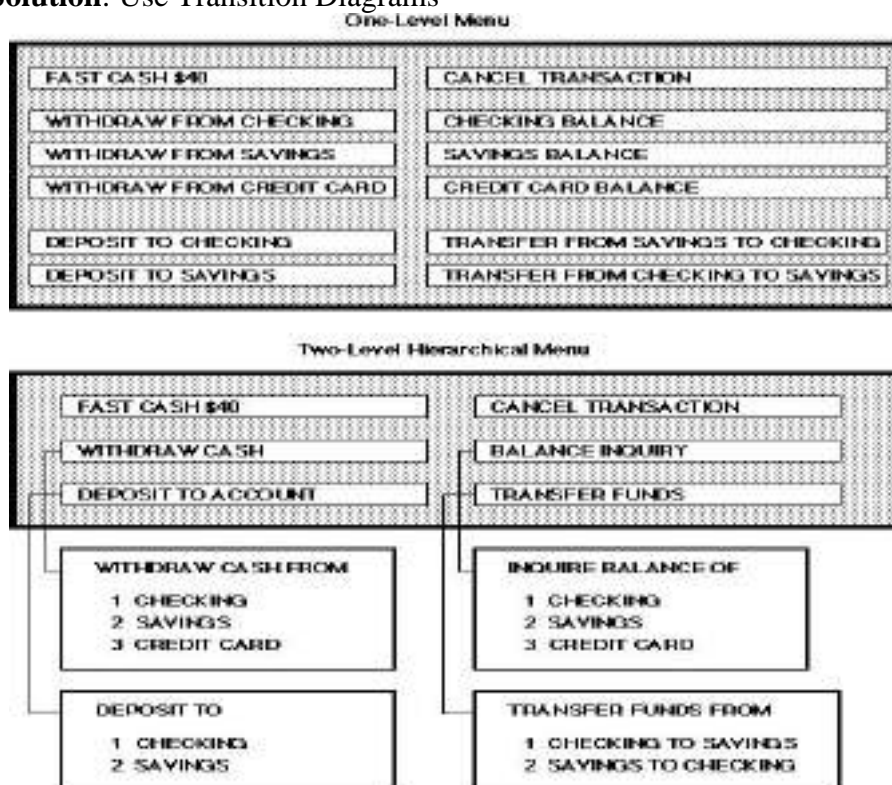 olution: Use Transition Diagrams
One-Level Menu
FAST CASH $40
CANCEL TRANSACTION
WITHDRAW FROM CHECKING
CHECKING BALANCE
WITHDRAW FROM SAVINGS
SAVINGS BALANCE
WITHDRAW FROM CREDIT CARD
CREDIT CARD BALANCE
DEPOSIT TO CHECKING
TRANSFER FROM SAVINGS TO CHECKING
DEPOSIT TO SAVINGS
TRANSFER FROM CHECKING TO SAVINGS
Two-Level Hierarchical Menu
FAST CASH $40
CANCEL TRANSACTION
WITHDRAW CASH
BALANCE INQUIRY
DEPOSIT TO ACCOUNT
TRANSFER FUNDS
WITHDRAW CASH FROM
1 CHECKING
2 SAVINGS
3 CREDIT CARD
INQUIRE BALANCE OF
1 CHECKING
2 SAVINGS
3 CREDIT CARD
DEPOSIT TO
1 CHECKING
2 SAVINGS
TRANSFER FUNDS FROM
1 CHECKING TO SAVINGS
2 SAVINGS TO CHECKING